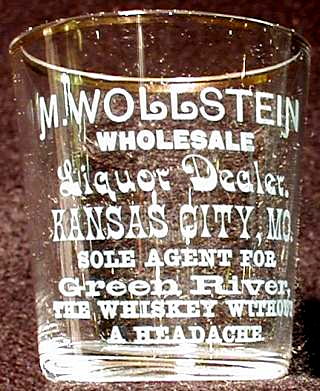 M. WOLLSTEIN
WHOLESALE
Liquor Dealer.
KANSAS CITY, MO.
SOLE AGENT FOR
Green River,
THE WHISKEY WITHOUT
A HEADACHE